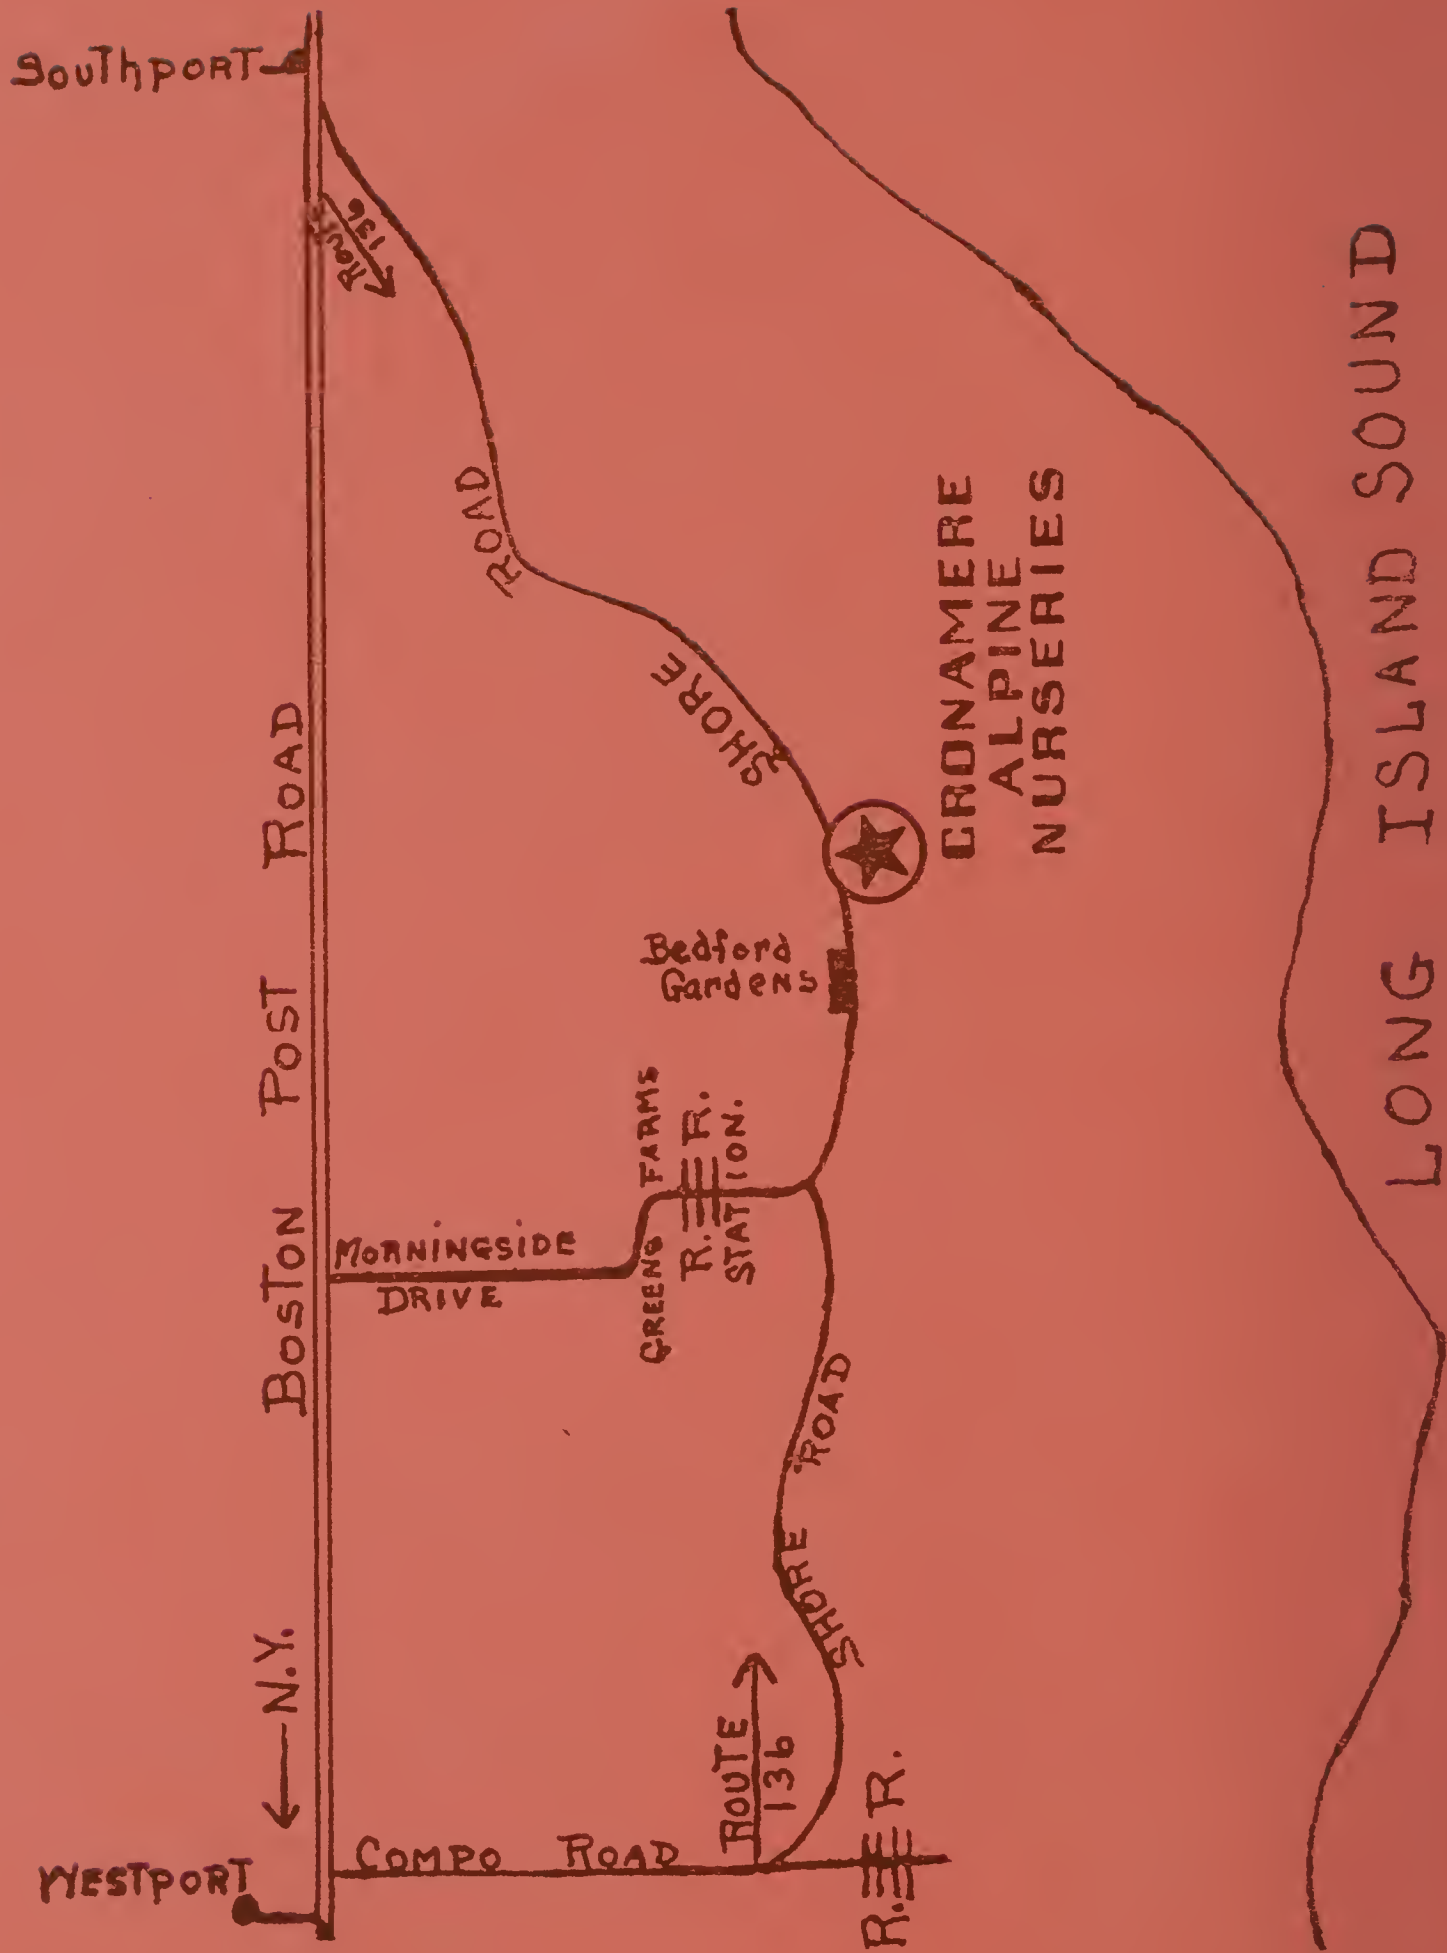 Southport
Route
136
ROAD
SHORE
CRONAMERE
ALPINE
NURSERIES
LONG ISLAND SOUND
Bedford
Gardens
BOSTON POST ROAD
GREENS FARMS
R. R.
STATION.
MORNINGSIDE
DRIVE
SHORE ROAD
N.Y.
ROUTE
136
WESTPORT
COMPO ROAD
R. R.